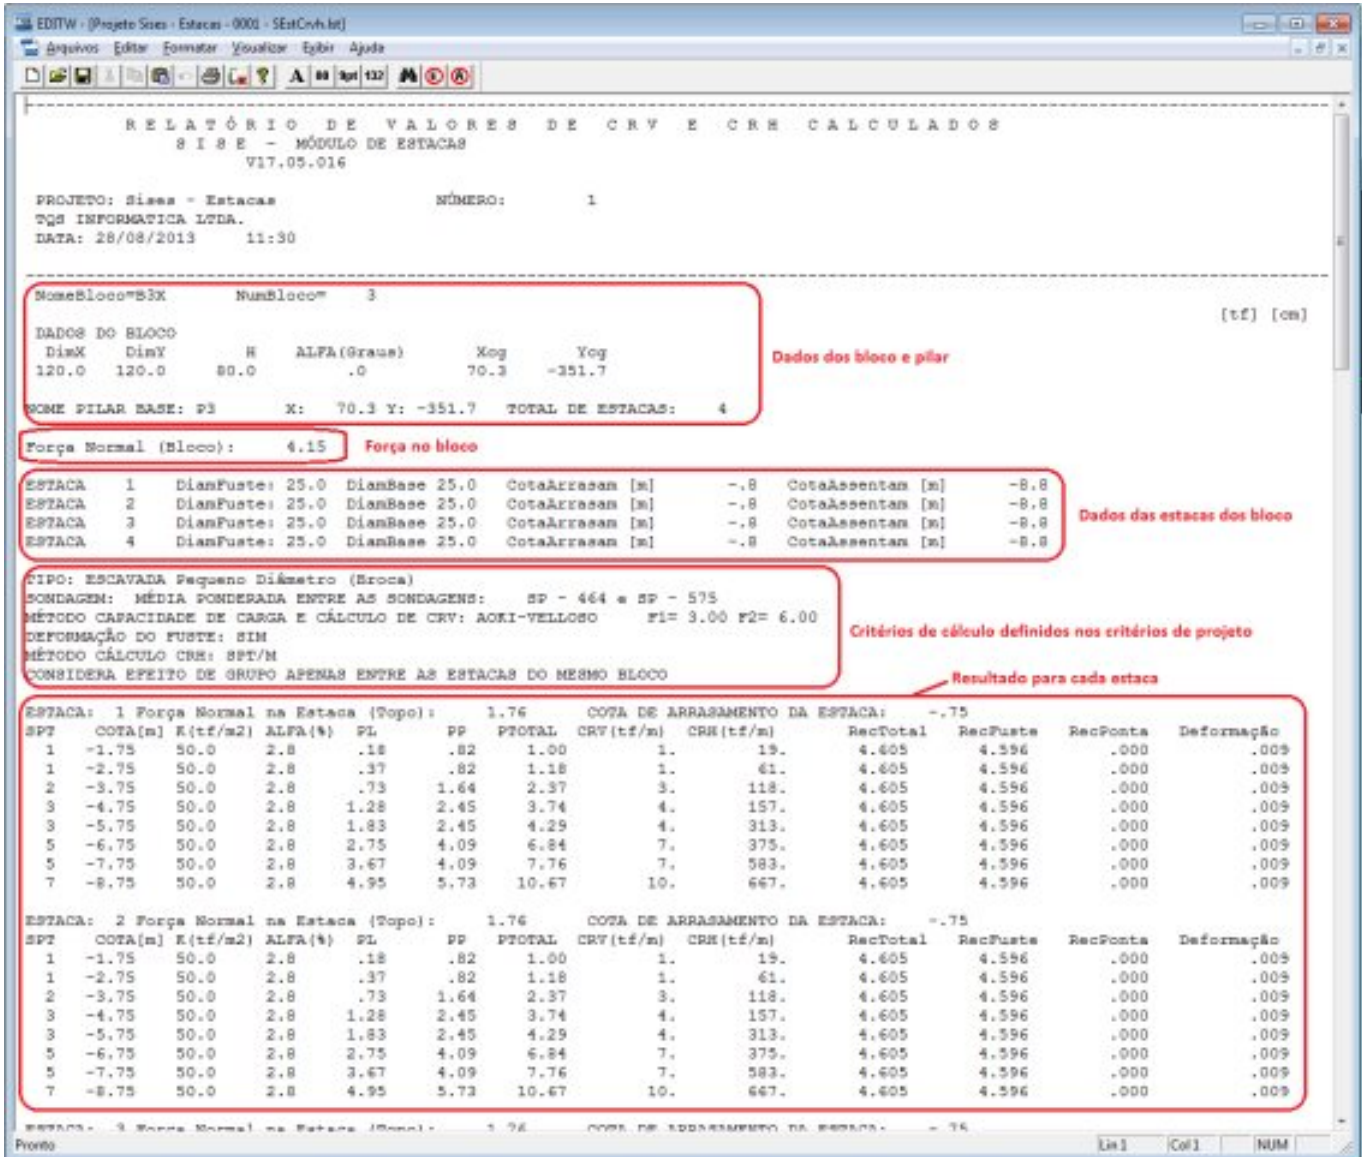 EDITW - [Projeto Sises - Estacas - 0001 - SEstCrvh.lst]
Arquivos Editar Formatar Visualizar Exibir Ajuda
RELATÓRIO DE VALORES DE CRV E CRH CALCULADOS
SISE - MÓDULO DE ESTACAS
V17.05.016
PROJETO: Sises - Estacas NÚMERO: 1
TQS INFORMATICA LTDA.
DATA: 28/08/2013 11:30
NomeBloco=B3X NumBloco= 3
[tf] [cm]
DADOS DO BLOCO
DimX DimY H ALFA(Graus) Xcg Ycg
120.0 120.0 80.0 .0 70.3 -351.7
Dados dos bloco e pilar
NOME PILAR BASE: P3 X: 70.3 Y: -351.7 TOTAL DE ESTACAS: 4
Força Normal (Bloco): 4.15 Força no bloco
ESTACA 1 DiamFuste: 25.0 DiamBase 25.0 CotaArrasam [m] -.8 CotaAssentam [m] -8.8
ESTACA 2 DiamFuste: 25.0 DiamBase 25.0 CotaArrasam [m] -.8 CotaAssentam [m] -8.8
ESTACA 3 DiamFuste: 25.0 DiamBase 25.0 CotaArrasam [m] -.8 CotaAssentam [m] -8.8
ESTACA 4 DiamFuste: 25.0 DiamBase 25.0 CotaArrasam [m] -.8 CotaAssentam [m] -8.8
Dados das estacas dos bloco
TIPO: ESCAVADA Pequeno Diâmetro (Broca)
SONDAGEM: MÉDIA PONDERADA ENTRE AS SONDAGENS: SP - 464 e SP - 575
MÉTODO CAPACIDADE DE CARGA E CÁLCULO DE CRV: AOKI-VELLOSO F1= 3.00 F2= 6.00
DEFORMAÇÃO DO FUSTE: SIM
MÉTODO CÁLCULO CRH: SPT/M
CONSIDERA EFEITO DE GRUPO APENAS ENTRE AS ESTACAS DO MESMO BLOCO
Critérios de cálculo definidos nos critérios de projeto
Resultado para cada estaca
ESTACA: 1 Força Normal na Estaca (Topo): 1.76 COTA DE ARRASAMENTO DA ESTACA: -.75
SPT COTA[m] K(tf/m2) ALFA(%) PL PP PTOTAL CRV(tf/m) CRH(tf/m) RecTotal RecFuste RecPonta Deformação
1 -1.75 50.0 2.8 .18 .82 1.00 1. 19. 4.605 4.596 .000 .009
1 -2.75 50.0 2.8 .37 .82 1.18 1. 61. 4.605 4.596 .000 .009
2 -3.75 50.0 2.8 .73 1.64 2.37 3. 118. 4.605 4.596 .000 .009
3 -4.75 50.0 2.8 1.28 2.45 3.74 4. 157. 4.605 4.596 .000 .009
3 -5.75 50.0 2.8 1.83 2.45 4.29 4. 313. 4.605 4.596 .000 .009
5 -6.75 50.0 2.8 2.75 4.09 6.84 7. 375. 4.605 4.596 .000 .009
5 -7.75 50.0 2.8 3.67 4.09 7.76 7. 583. 4.605 4.596 .000 .009
7 -8.75 50.0 2.8 4.95 5.73 10.67 10. 667. 4.605 4.596 .000 .009
ESTACA: 2 Força Normal na Estaca (Topo): 1.76 COTA DE ARRASAMENTO DA ESTACA: -.75
SPT COTA[m] K(tf/m2) ALFA(%) PL PP PTOTAL CRV(tf/m) CRH(tf/m) RecTotal RecFuste RecPonta Deformação
1 -1.75 50.0 2.8 .18 .82 1.00 1. 19. 4.605 4.596 .000 .009
1 -2.75 50.0 2.8 .37 .82 1.18 1. 61. 4.605 4.596 .000 .009
2 -3.75 50.0 2.8 .73 1.64 2.37 3. 118. 4.605 4.596 .000 .009
3 -4.75 50.0 2.8 1.28 2.45 3.74 4. 157. 4.605 4.596 .000 .009
3 -5.75 50.0 2.8 1.83 2.45 4.29 4. 313. 4.605 4.596 .000 .009
5 -6.75 50.0 2.8 2.75 4.09 6.84 7. 375. 4.605 4.596 .000 .009
5 -7.75 50.0 2.8 3.67 4.09 7.76 7. 583. 4.605 4.596 .000 .009
7 -8.75 50.0 2.8 4.95 5.73 10.67 10. 667. 4.605 4.596 .000 .009
ESTACA: 3 Força Normal na Estaca (Topo): 1.76 COTA DE ARRASAMENTO DA ESTACA: -.75
Pronto Lin 1 Col 1 NUM